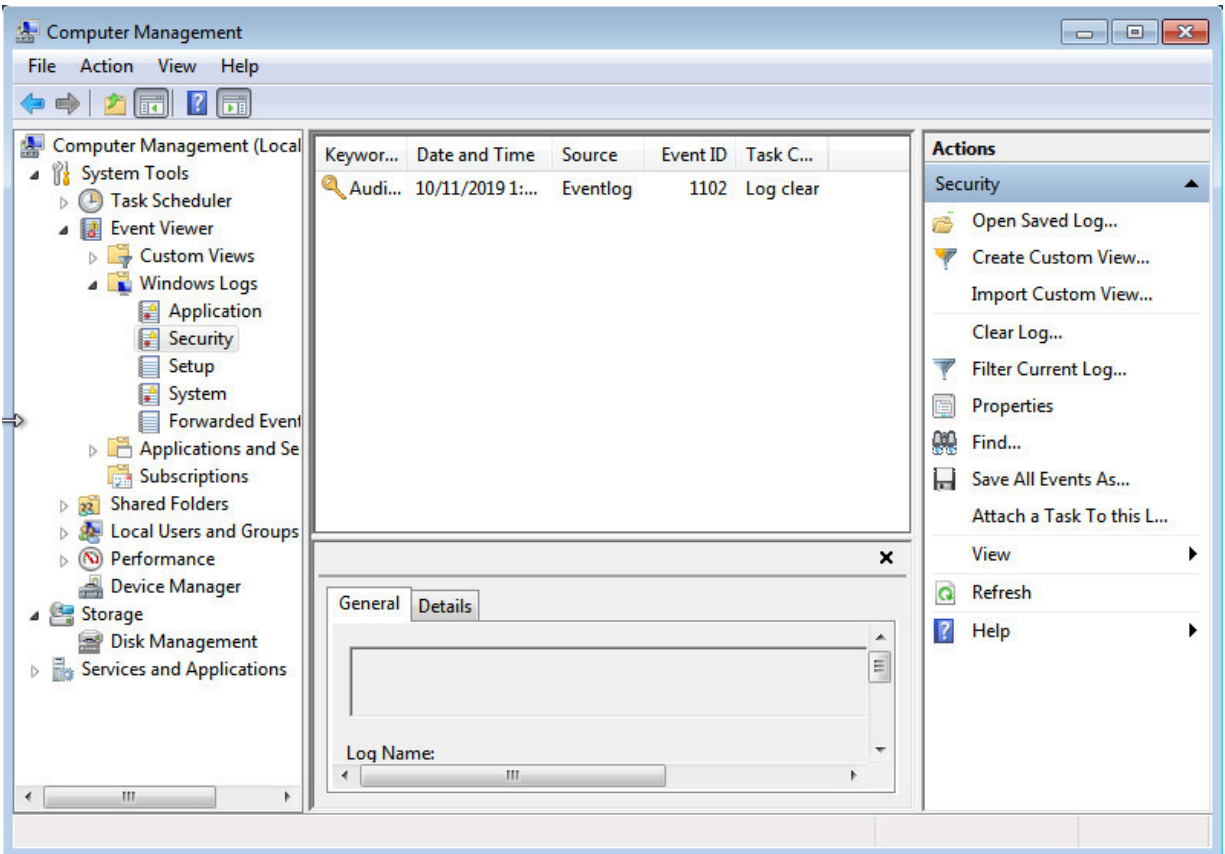 Computer Management
File Action View Help
Computer Management (Local
System Tools
Task Scheduler
Event Viewer
Custom Views
Windows Logs
Application
Security
Setup
System
Forwarded Event
Applications and Se
Subscriptions
Shared Folders
Local Users and Groups
Performance
Device Manager
Storage
Disk Management
Services and Applications
Keywor... Date and Time Source Event ID Task C...
Audi... 10/11/2019 1:... Eventlog 1102 Log clear
General Details
Log Name:
Actions
Security
Open Saved Log...
Create Custom View...
Import Custom View...
Clear Log...
Filter Current Log...
Properties
Find...
Save All Events As...
Attach a Task To this L...
View
Refresh
Help